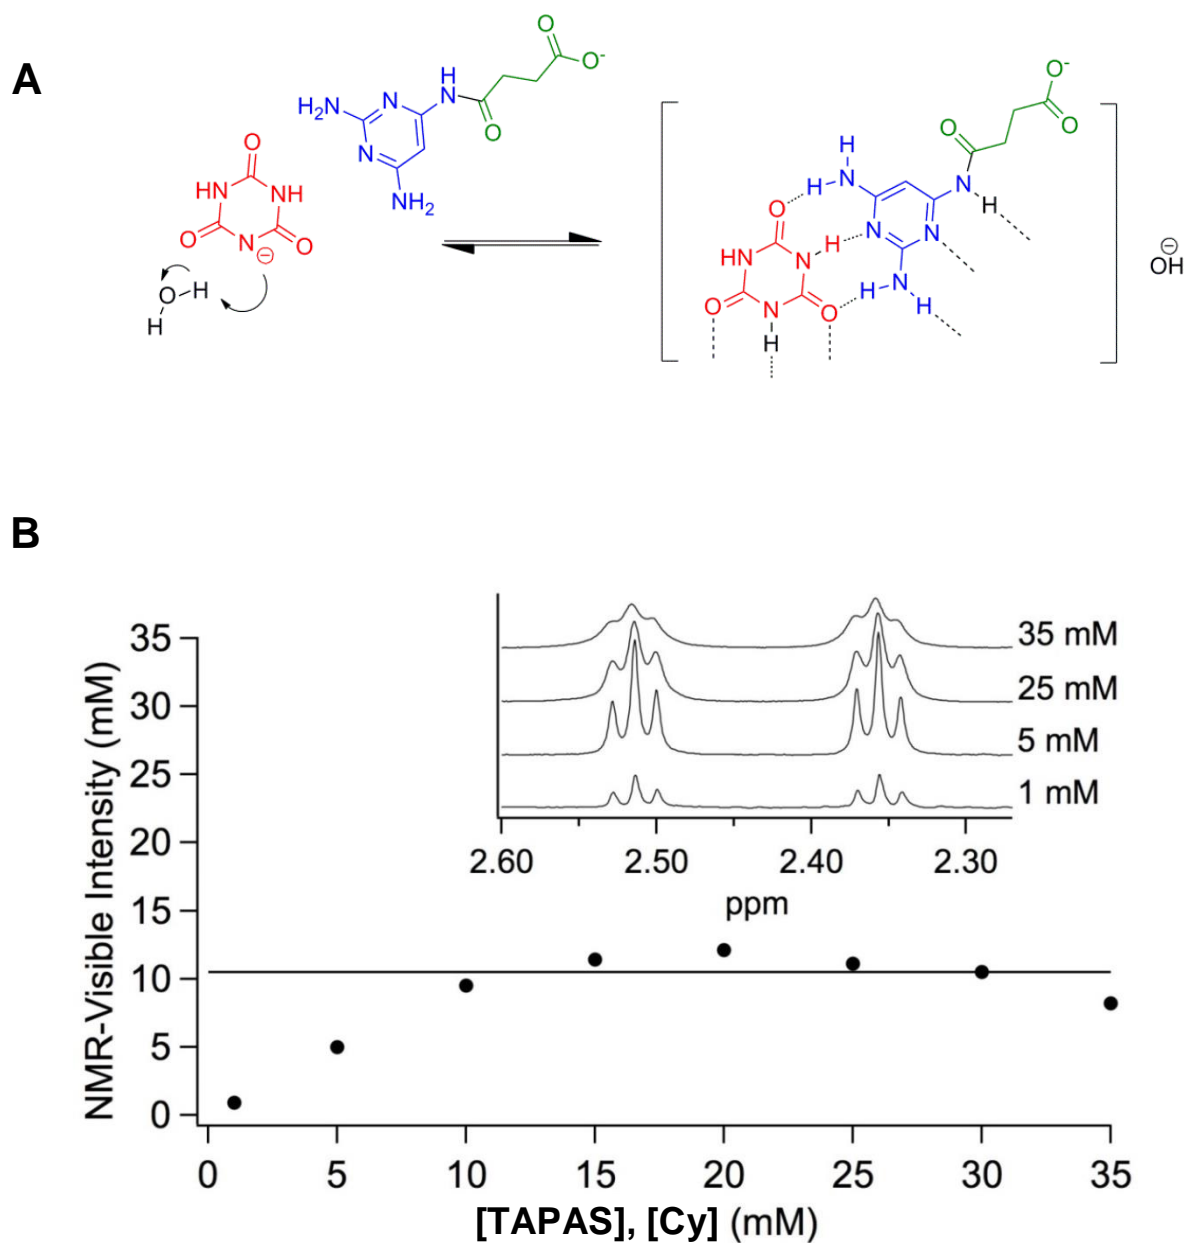 A
O
O-
H
N
O
H2N
N
N
NH2
O
HN
NH
O
N
⊖
O
O
H
H
O-
O
O
H
N
H
N
H
N
N
O
H
HN
N
O
N
H
O
H
N
H
⊖
OH
B
NMR-Visible Intensity (mM)
35
30
25
20
15
10
5
0
35 mM
25 mM
5 mM
1 mM
2.60 2.50 2.40 2.30
ppm
0 5 10 15 20 25 30 35
[TAPAS], [Cy] (mM)